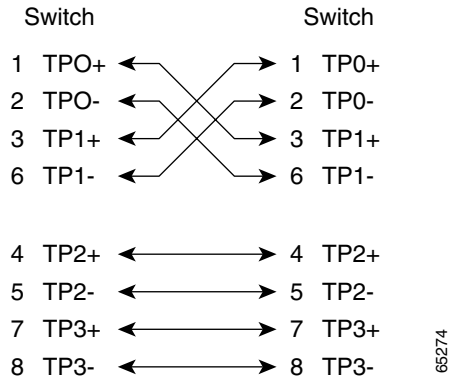 Switch Switch
1 TPO+ 1 TP0+
2 TPO- 2 TP0-
3 TP1+ 3 TP1+
6 TP1- 6 TP1-
4 TP2+ 4 TP2+
5 TP2- 5 TP2-
7 TP3+ 7 TP3+
8 TP3- 8 TP3-
65274